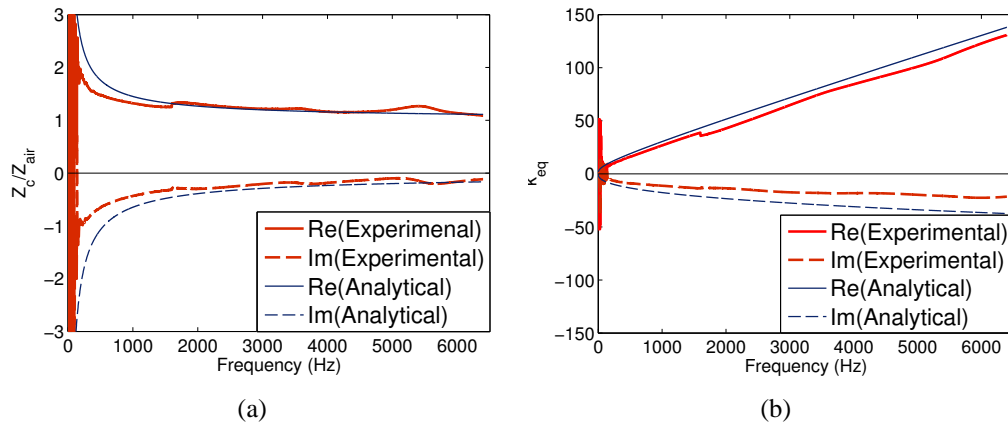 3
2
1
0
−1
−2
−3
Z_c/Z_air
0 1000 2000 3000 4000 5000 6000
Frequency (Hz)
Re(Experimenal)
Im(Experimental)
Re(Analytical)
Im(Analytical)
(a)
150
100
50
0
−50
−100
−150
κ_eq
0 1000 2000 3000 4000 5000 6000
Frequency (Hz)
Re(Experimental)
Im(Experimental)
Re(Analytical)
Im(Analytical)
(b)